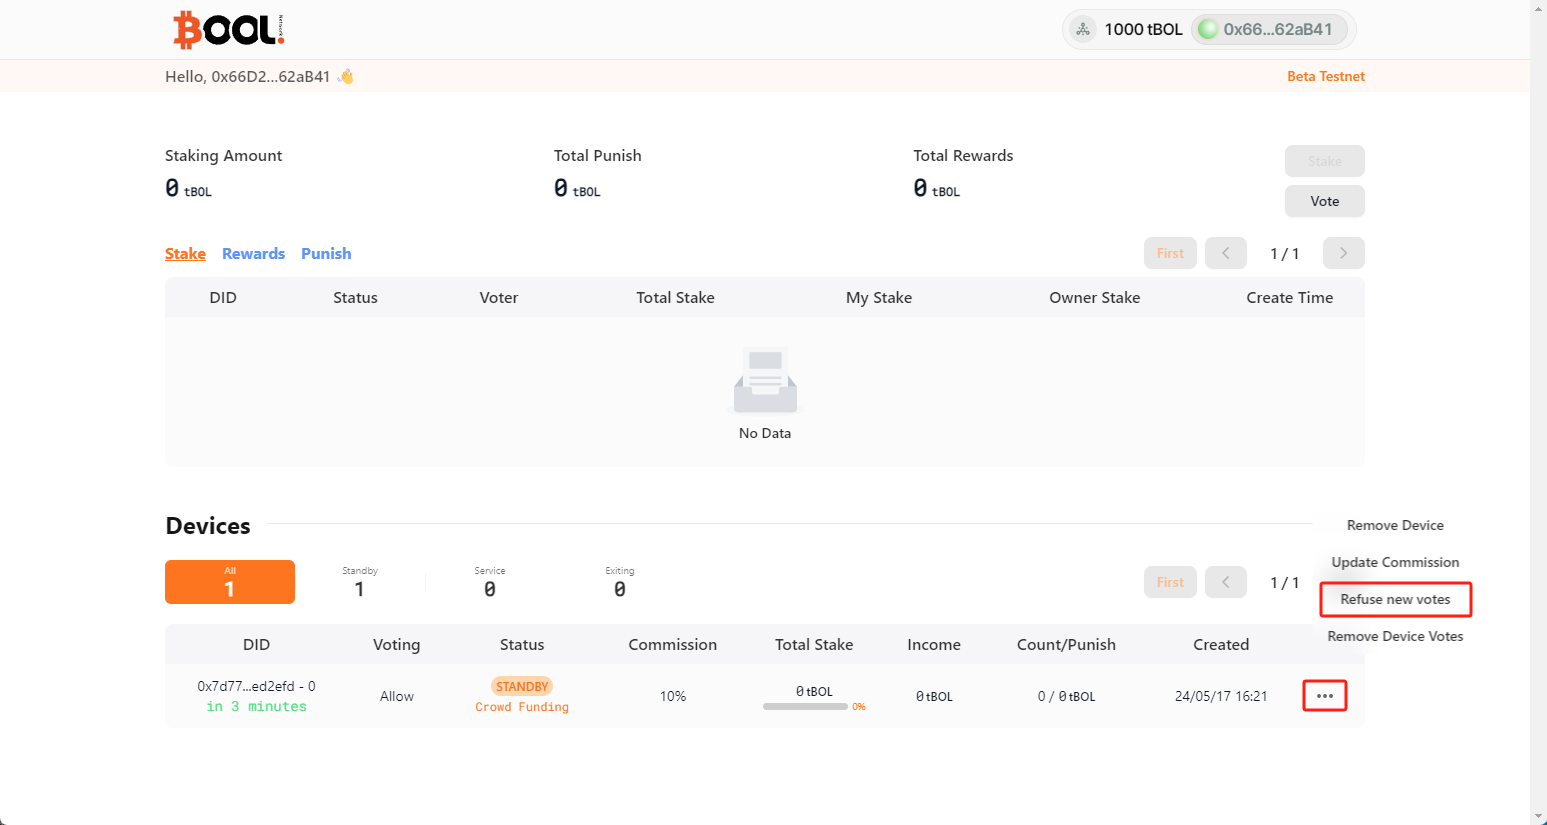 BOOL Network
1000 tBOL 0x66...62aB41
Hello, 0x66D2...62aB41 👋 Beta Testnet
Staking Amount Total Punish Total Rewards Stake
0 tBOL 0 tBOL 0 tBOL Vote
Stake Rewards Punish First < 1 / 1 >
DID Status Voter Total Stake My Stake Owner Stake Create Time
No Data
Devices
Remove Device
Update Commission
Refuse new votes
Remove Device Votes
All Standby Service Exiting
1 1 0 0 First < 1 / 1
DID Voting Status Commission Total Stake Income Count/Punish Created
0x7d77...ed2efd - 0 Allow STANDBY 10% 0 tBOL 0 tBOL 0 / 0 tBOL 24/05/17 16:21 •••
in 3 minutes Crowd Funding 0%